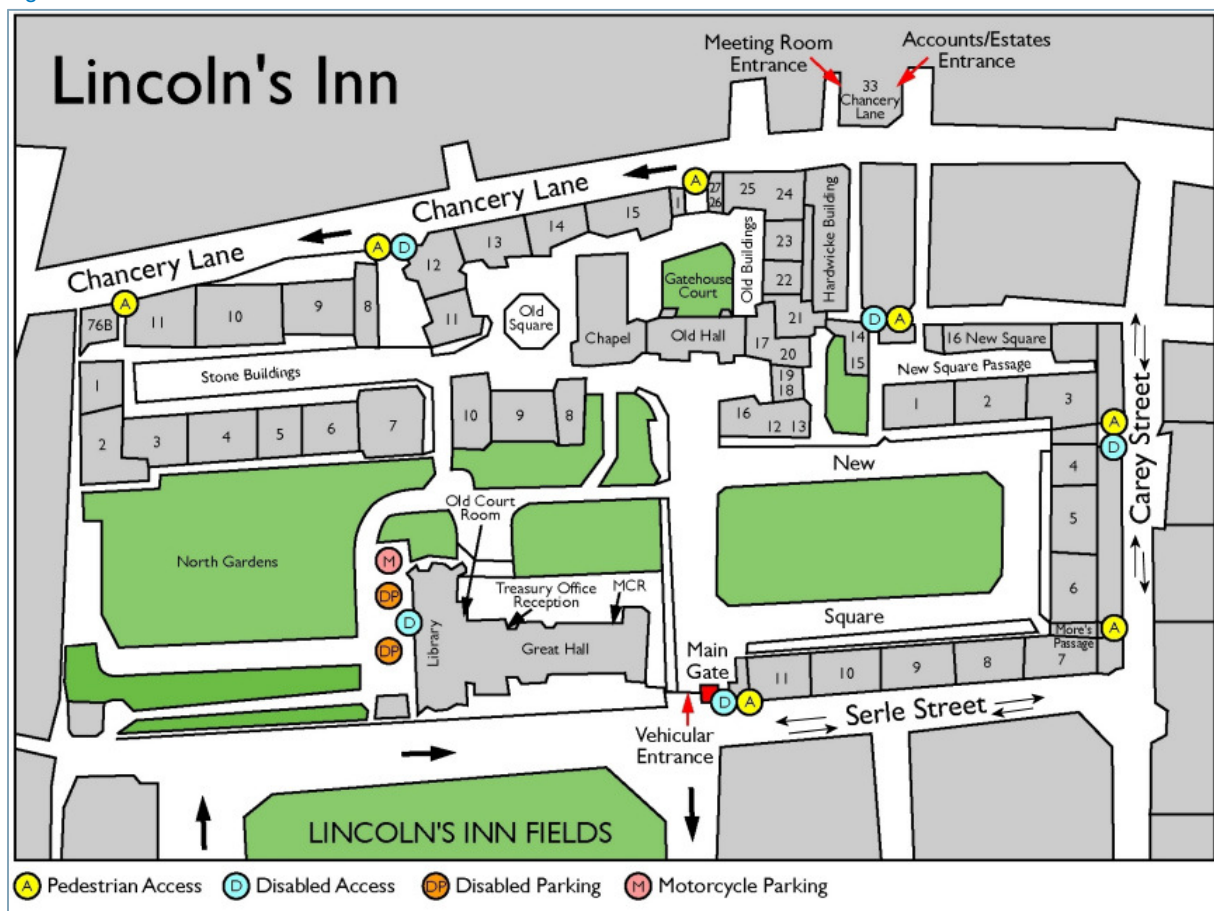 Lincoln's Inn
Meeting Room
Entrance
Accounts/Estates
Entrance
33
Chancery
Lane
Chancery Lane
Chancery Lane
A
A
D
A
1
27
26
25
24
23
22
21
Old Buildings
Hardwicke Building
Gatehouse
Court
15
14
13
12
11
Old
Square
Chapel
Old Hall
17
20
19
18
16
12
13
14
15
D
A
16 New Square
New Square Passage
1
2
3
76B
11
10
9
8
Stone Buildings
1
2
3
4
5
6
7
10
9
8
New
Square
A
D
4
5
6
Carey Street
More's
Passage
A
7
8
9
10
11
North Gardens
Old Court
Room
Treasury Office
Reception
MCR
M
DP
D
DP
Library
Great Hall
Main
Gate
D
A
Vehicular
Entrance
Serle Street
LINCOLN'S INN FIELDS
A Pedestrian Access
D Disabled Access
DP Disabled Parking
M Motorcycle Parking